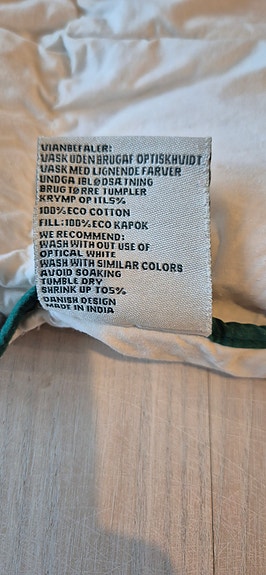 VIANBEFALER:
VASK UDEN BRUGAF OPTISKHVIDT
VASK MED LIGNENDE FARVER
UNDGA IBLØDSÆTNING
BRUG TØRRE TUMPLER
KRYMP OP ITL5%
100% ECO COTTON
FILL:100% ECO KAPOK
WE RECOMMEND:
WASH WITH OUT USE OF
OPTICAL WHITE
WASH WITH SIMILAR COLORS
AVOID SOAKING
TUMBLE DRY
SHRINK UP TO5%
DANISH DESIGN
MADE IN INDIA